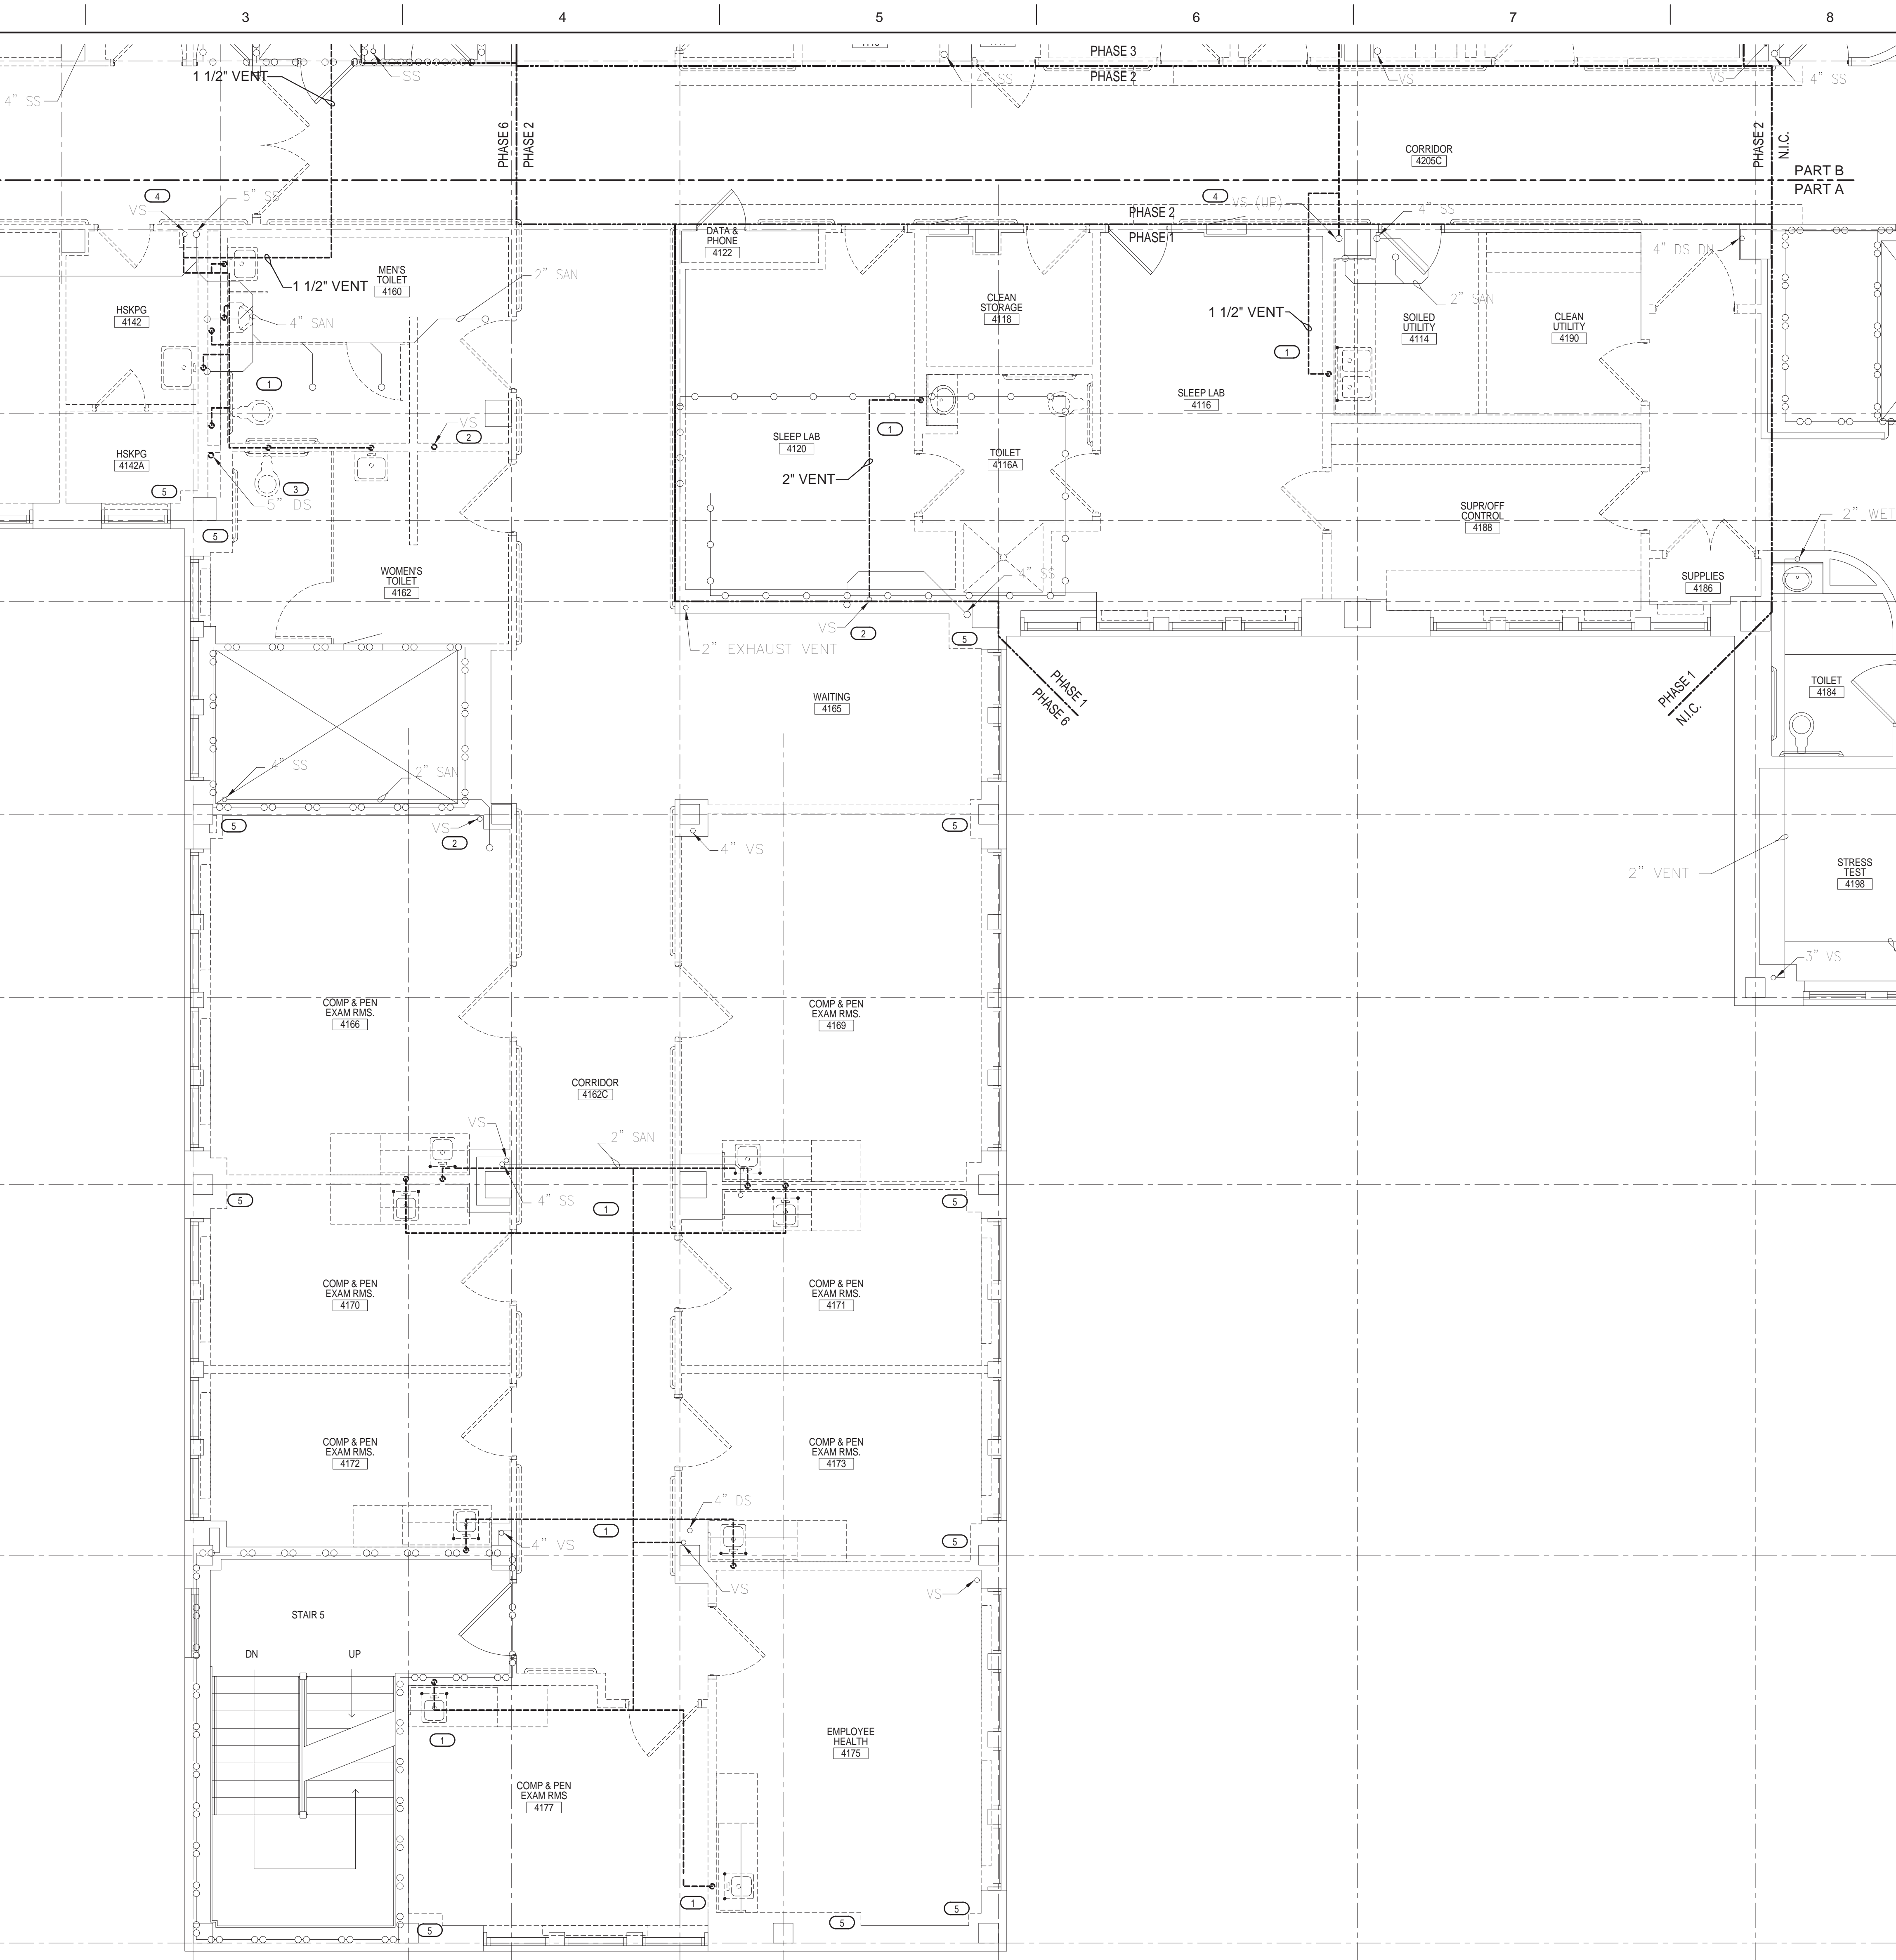 3
4
5
6
7
8
PHASE 3
PHASE 2
1 1/2" VENT
SS
4" SS
VS
VS
4" SS
4" SS
PHASE 6
PHASE 2
CORRIDOR
4205C
PHASE 2
N.I.C.
PART B
PART A
4
5" SS
VS
4
VS (UP)
4" SS
PHASE 2
PHASE 1
DATA &
PHONE
4122
4" DS DN
MEN'S
TOILET
4160
2" SAN
1 1/2" VENT
HSKPG
4142
4" SAN
CLEAN
STORAGE
4118
1 1/2" VENT
2" SAN
SOILED
UTILITY
4114
CLEAN
UTILITY
4190
1
1
SLEEP LAB
4116
VS
2
1
SLEEP LAB
4120
TOILET
4116A
2" VENT
HSKPG
4142A
5
3
5" DS
5
SUPR/OFF
CONTROL
4188
2" WET
WOMEN'S
TOILET
4162
4" SS
SUPPLIES
4186
VS
2
5
2" EXHAUST VENT
PHASE 1
PHASE 6
PHASE 1
N.I.C.
WAITING
4165
TOILET
4184
4" SS
2" SAN
5
VS
2
4" VS
5
2" VENT
STRESS
TEST
4198
3" VS
COMP & PEN
EXAM RMS.
4166
COMP & PEN
EXAM RMS.
4169
CORRIDOR
4162C
VS
2" SAN
5
4" SS
1
5
COMP & PEN
EXAM RMS.
4170
COMP & PEN
EXAM RMS.
4171
COMP & PEN
EXAM RMS.
4172
COMP & PEN
EXAM RMS.
4173
4" DS
1
4" VS
5
VS
VS
STAIR 5
DN
UP
1
EMPLOYEE
HEALTH
4175
COMP & PEN
EXAM RMS
4177
1
5
5
5